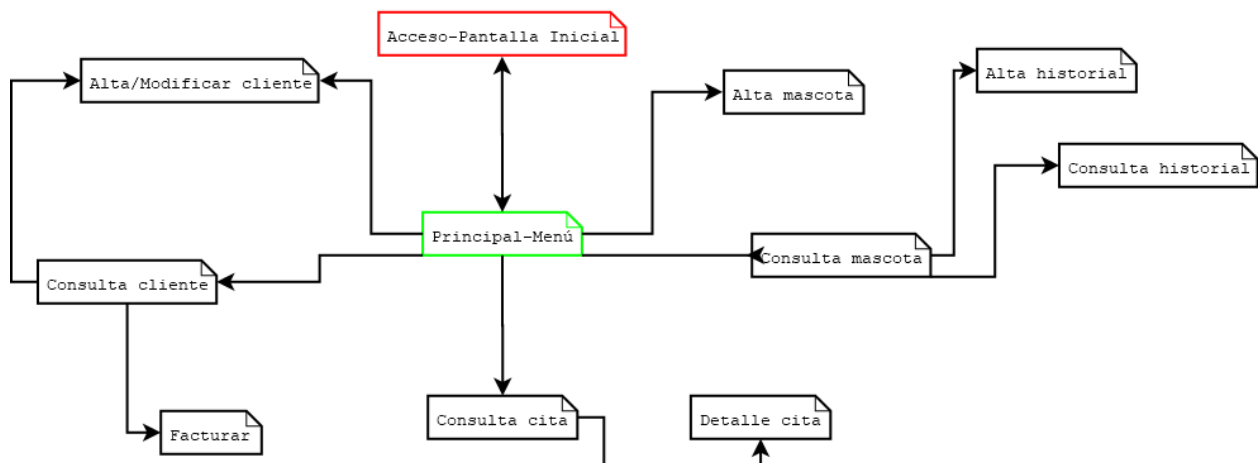 Acceso-Pantalla Inicial
Alta/Modificar cliente
Alta mascota
Alta historial
Consulta historial
Principal-Menú
Consulta mascota
Consulta cliente
Consulta cita
Detalle cita
Facturar